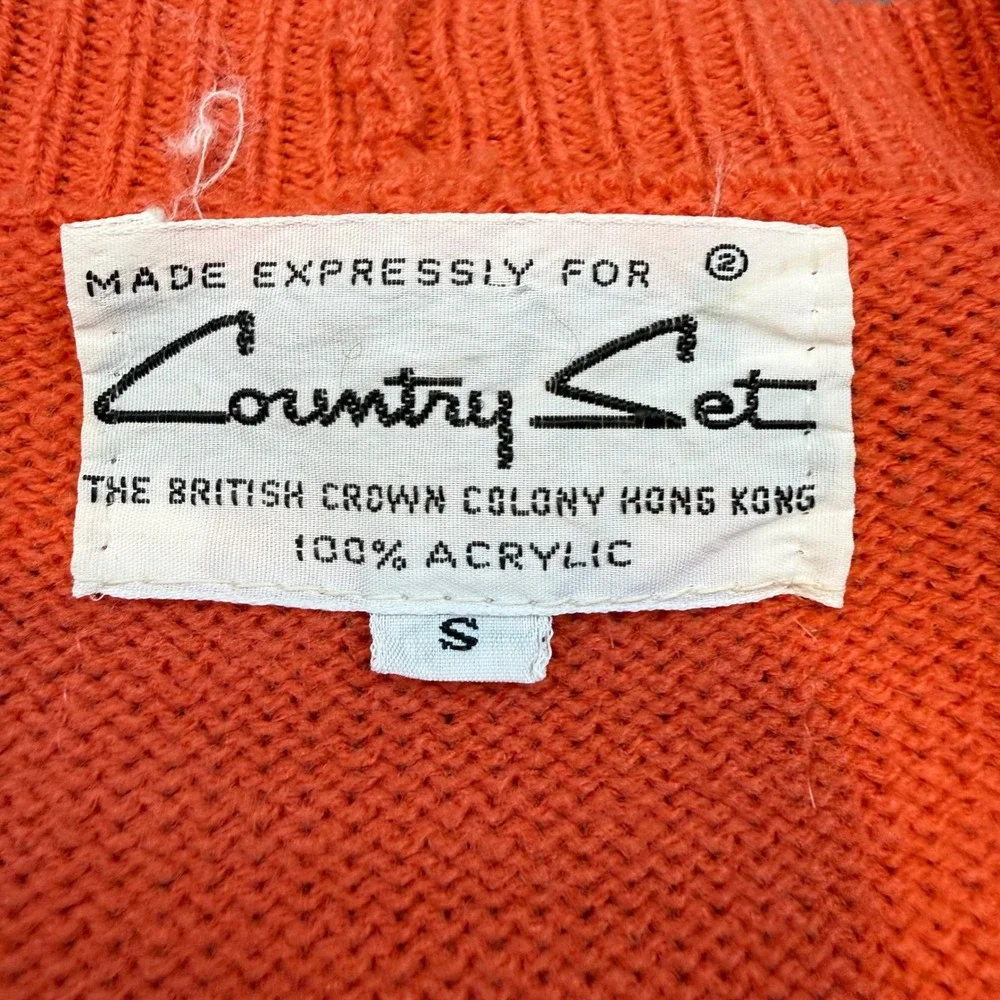 MADE EXPRESSLY FOR ②
Country Set
THE BRITISH CROWN COLONY HONG KONG
100% ACRYLIC
S